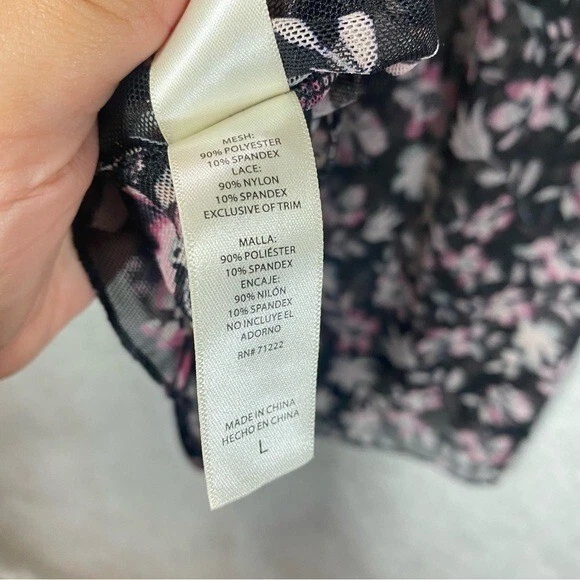 MESH:
90% POLYESTER
10% SPANDEX
LACE:
90% NYLON
10% SPANDEX
EXCLUSIVE OF TRIM
MALLA:
90% POLIÉSTER
10% SPANDEX
ENCAJE:
90% NILÓN
10% SPANDEX
NO INCLUYE EL
ADORNO
RN# 71222
MADE IN CHINA
HECHO EN CHINA
L